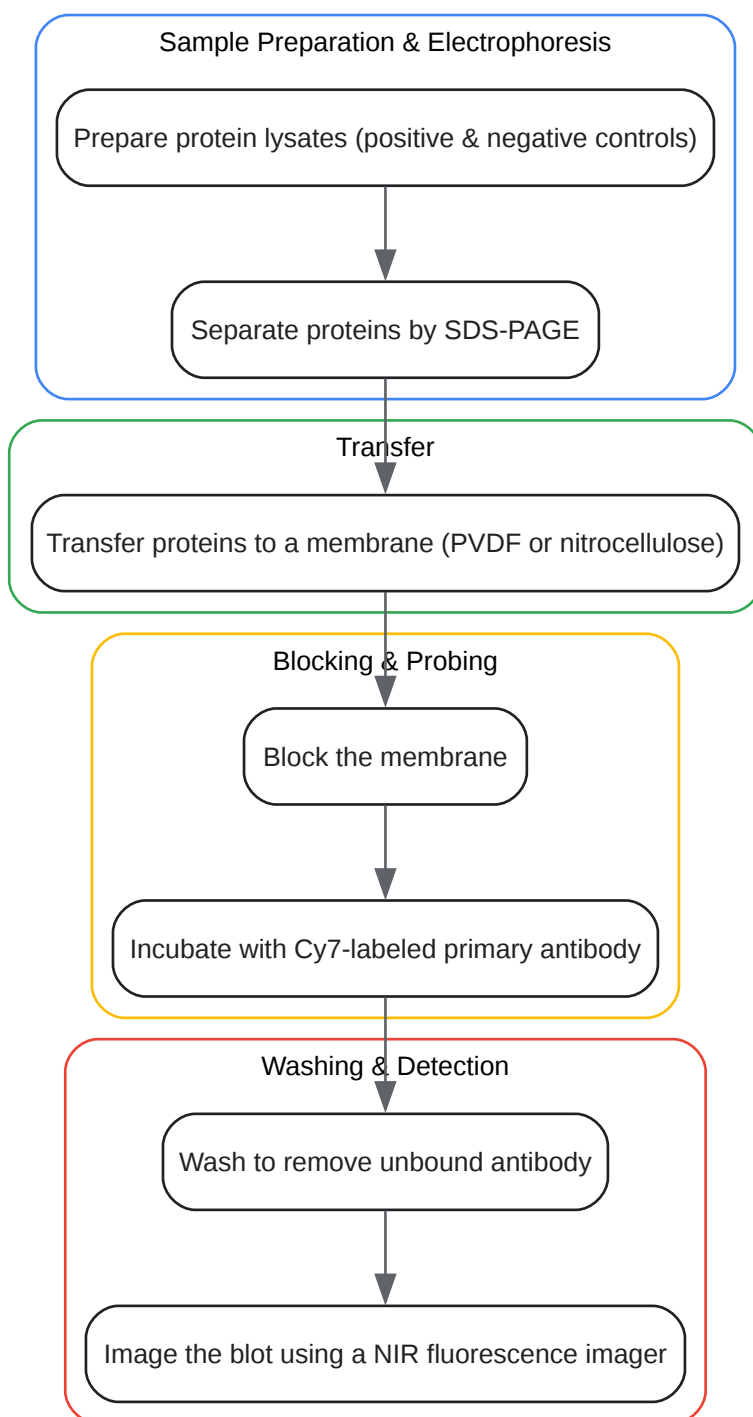 Sample Preparation & Electrophoresis
Prepare protein lysates (positive & negative controls)
Separate proteins by SDS-PAGE
Transfer
Transfer proteins to a membrane (PVDF or nitrocellulose)
Blocking & Probing
Block the membrane
Incubate with Cy7-labeled primary antibody
Washing & Detection
Wash to remove unbound antibody
Image the blot using a NIR fluorescence imager